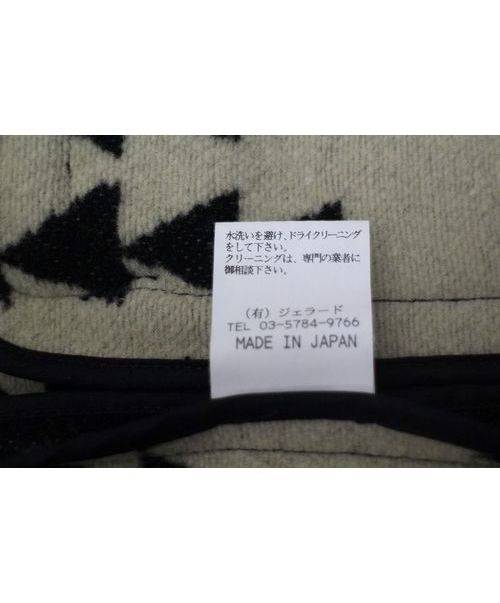 水洗いを避け、ドライクリーニング
をして下さい。
クリーニングは、専門の業者に
御相談下さい。
（有）ジェラード
TEL 03-5784-9766
MADE IN JAPAN